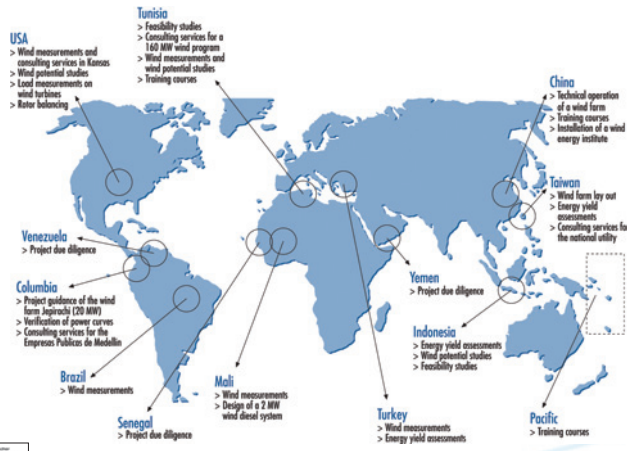 Tunisia
> Feasibility studies
> Consulting services for
a 160 MW wind program
> Wind measurements and
wind potential studies
> Training courses
USA
> Wind measurements and
consulting services in Kansas
> Wind potential studies
> Load measurements on
wind turbines
> Rotor balancing
China
> Technical operation
of a wind farm
> Training courses
> Installation of a wind
energy institute
Taiwan
> Wind farm lay out
> Energy yield
assessments
> Consulting services for
the national utility
Venezuela
> Project due diligence
Columbia
> Project guidance of the wind
farm Jepirachi (20 MW)
> Verification of power curves
> Consulting services for the
Empresas Publicas de Medellin
Yemen
> Project due diligence
Indonesia
> Energy yield assessments
> Wind potential studies
> Feasibility studies
Brazil
> Wind measurements
Mali
> Wind measurements
> Design of a 2 MW
wind diesel system
Senegal
> Project due diligence
Turkey
> Wind measurements
> Energy yield assessments
Pacific
> Training courses